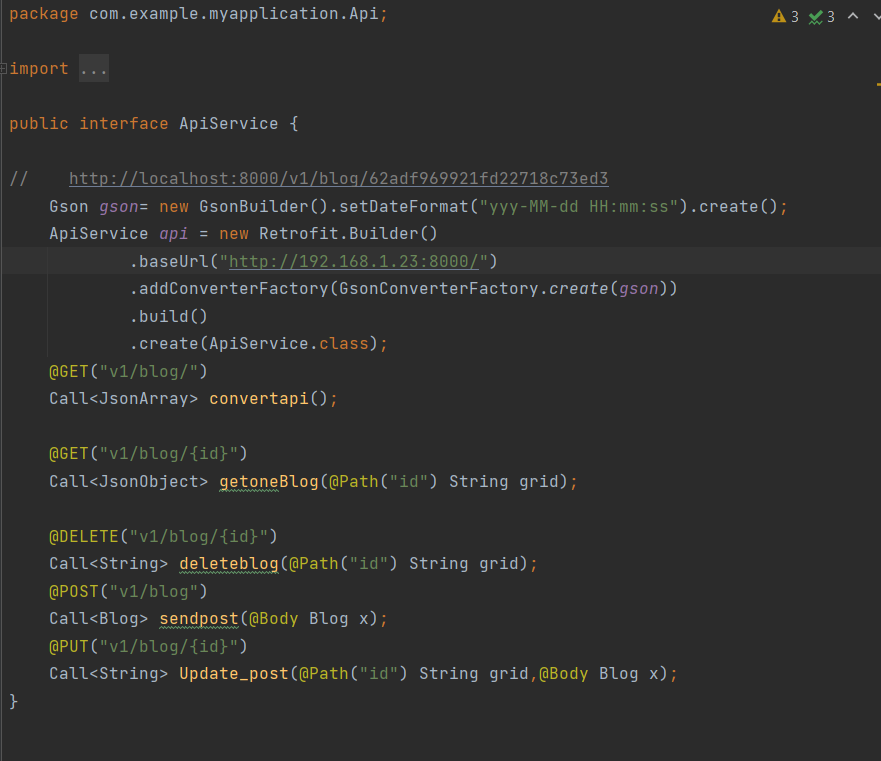 package com.example.myapplication.Api;
3 3
import ...
public interface ApiService {
// http://localhost:8000/v1/blog/62adf969921fd22718c73ed3
Gson gson= new GsonBuilder().setDateFormat("yyy-MM-dd HH:mm:ss").create();
ApiService api = new Retrofit.Builder()
.baseUrl("http://192.168.1.23:8000/")
.addConverterFactory(GsonConverterFactory.create(gson))
.build()
.create(ApiService.class);
@GET("v1/blog/")
Call<JsonArray> convertapi();
@GET("v1/blog/{id}")
Call<JsonObject> getoneBlog(@Path("id") String grid);
@DELETE("v1/blog/{id}")
Call<String> deleteblog(@Path("id") String grid);
@POST("v1/blog")
Call<Blog> sendpost(@Body Blog x);
@PUT("v1/blog/{id}")
Call<String> Update_post(@Path("id") String grid,@Body Blog x);
}